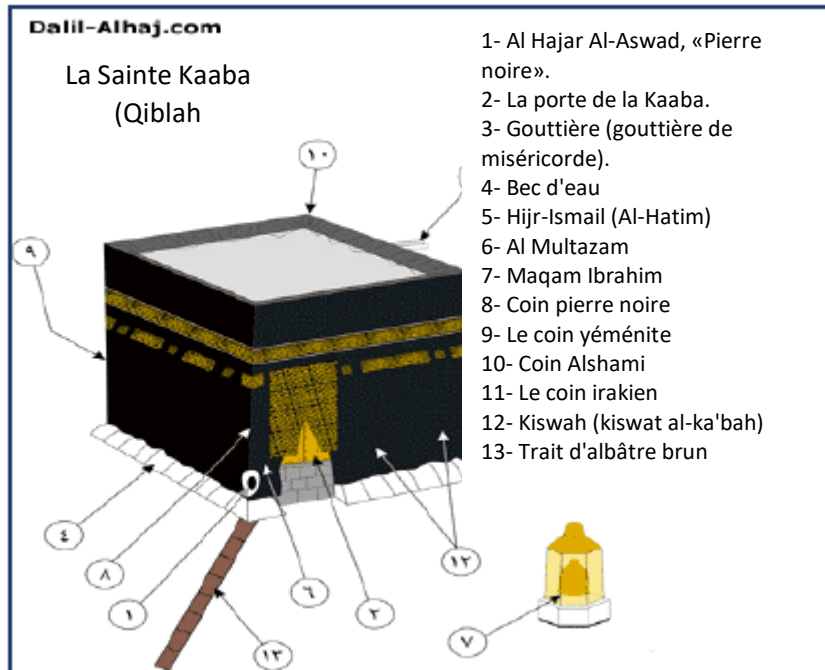 Dalil-Alhaj.com
La Sainte Kaaba
(Qiblah
1- Al Hajar Al-Aswad, «Pierre
noire».
2- La porte de la Kaaba.
3- Gouttière (gouttière de
miséricorde).
4- Bec d'eau
5- Hijr-Ismail (Al-Hatim)
6- Al Multazam
7- Maqam Ibrahim
8- Coin pierre noire
9- Le coin yéménite
10- Coin Alshami
11- Le coin irakien
12- Kiswah (kiswat al-ka'bah)
13- Trait d'albâtre brun
١٠
٩
٤
٨
١
١٣
٦
٢
١٢
٧